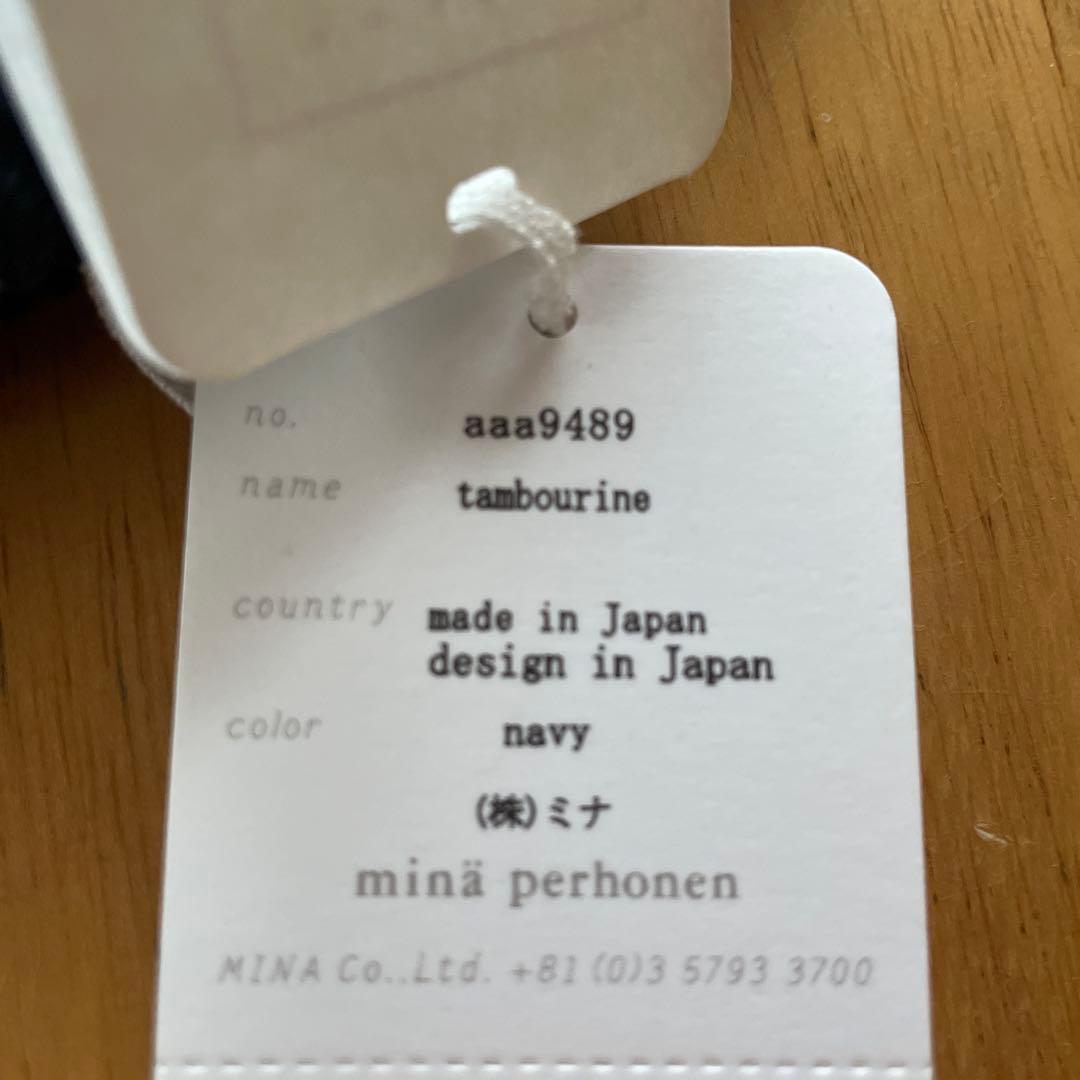 no. aaa9489
name tambourine
country made in Japan
design in Japan
color navy
(株)ミナ
minä perhonen
MINA Co.,Ltd. +81(0)3 5793 3700